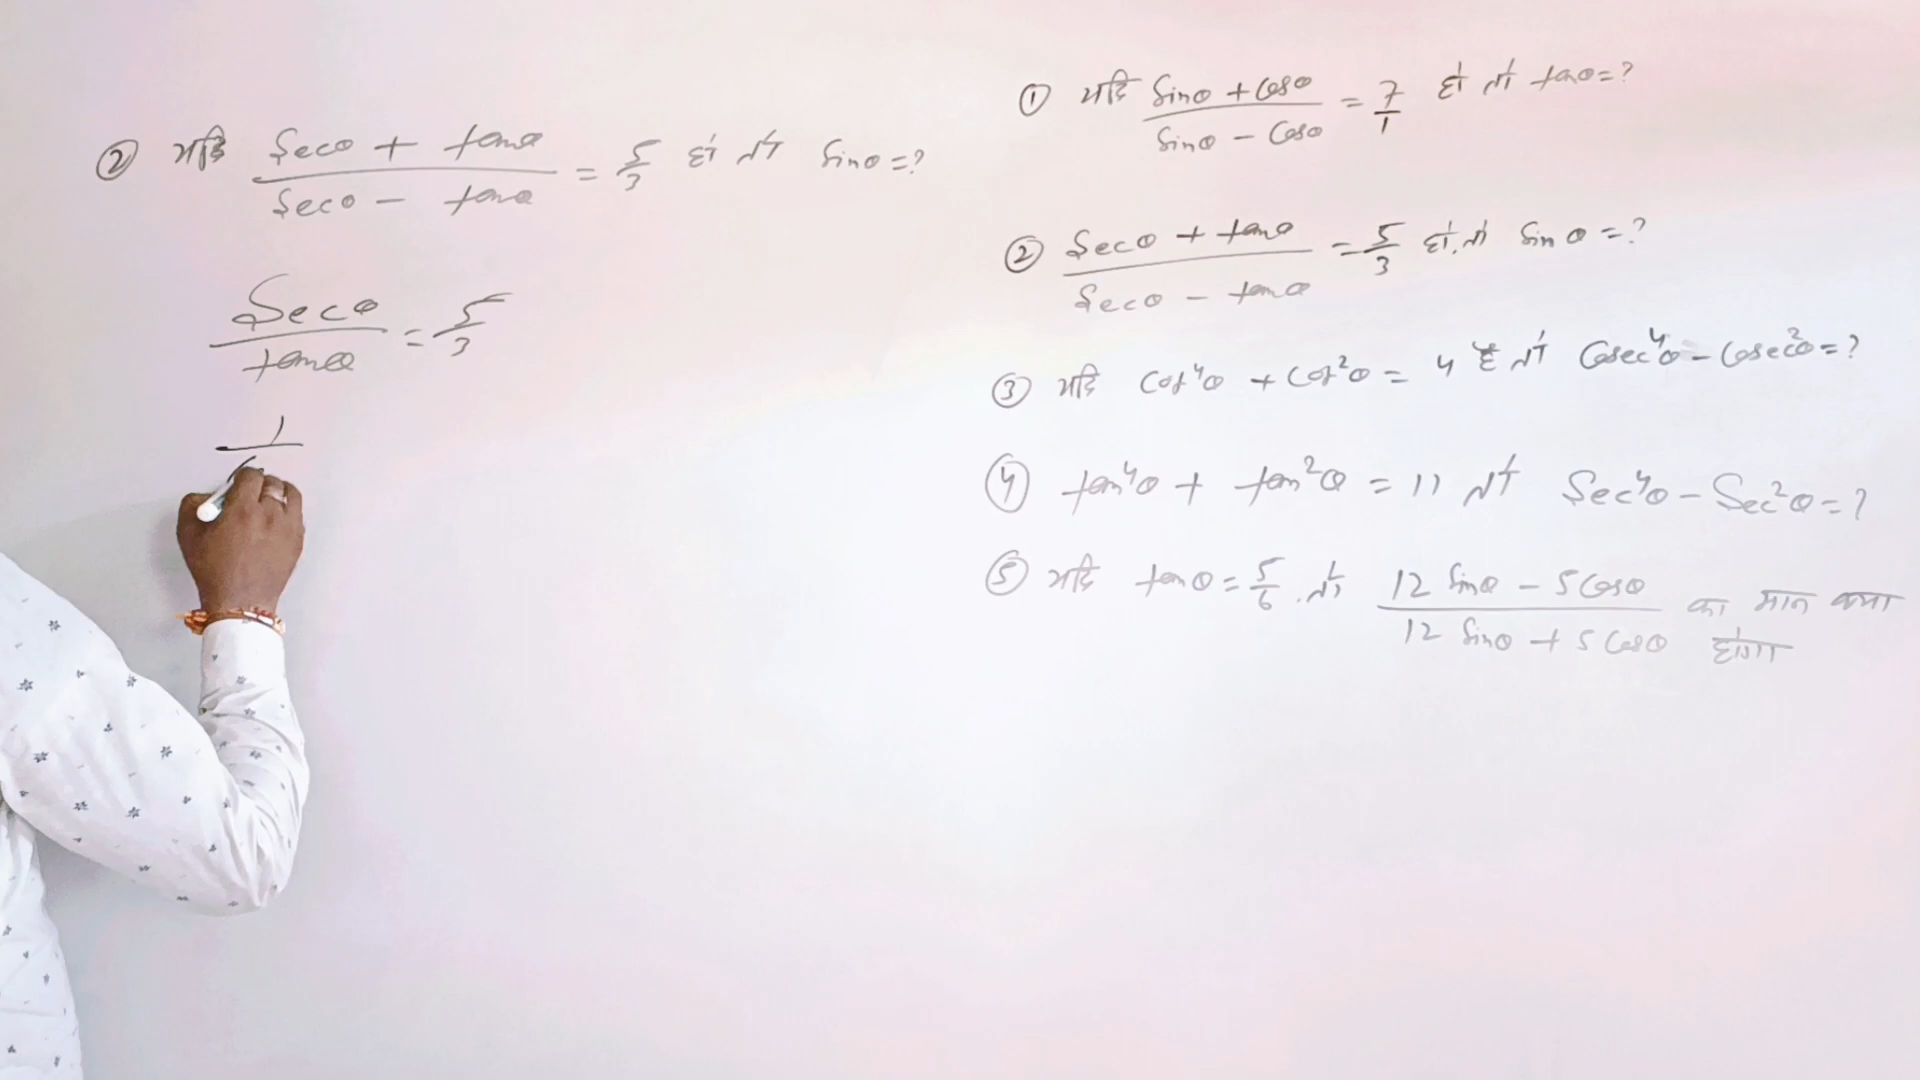 ② यदि (Secθ + tanθ)/(Secθ - tanθ) = 5/3 हो तो Sinθ = ?
Secθ/tanθ = 5/3
1
① यदि (Sinθ + Cosθ)/(Sinθ - Cosθ) = 7/1 हो तो tanθ = ?
② (Secθ + tanθ)/(Secθ - tanθ) = 5/3 हो तो Sinθ = ?
③ यदि Cot⁴θ + Cot²θ = 4 है तो Cosec⁴θ - Cosec²θ = ?
④ tan⁴θ + tan²θ = 11 तो Sec⁴θ - Sec²θ = ?
⑤ यदि tanθ = 5/6 तो (12 Sinθ - 5 Cosθ)/(12 Sinθ + 5 Cosθ) का मान क्या
होगा